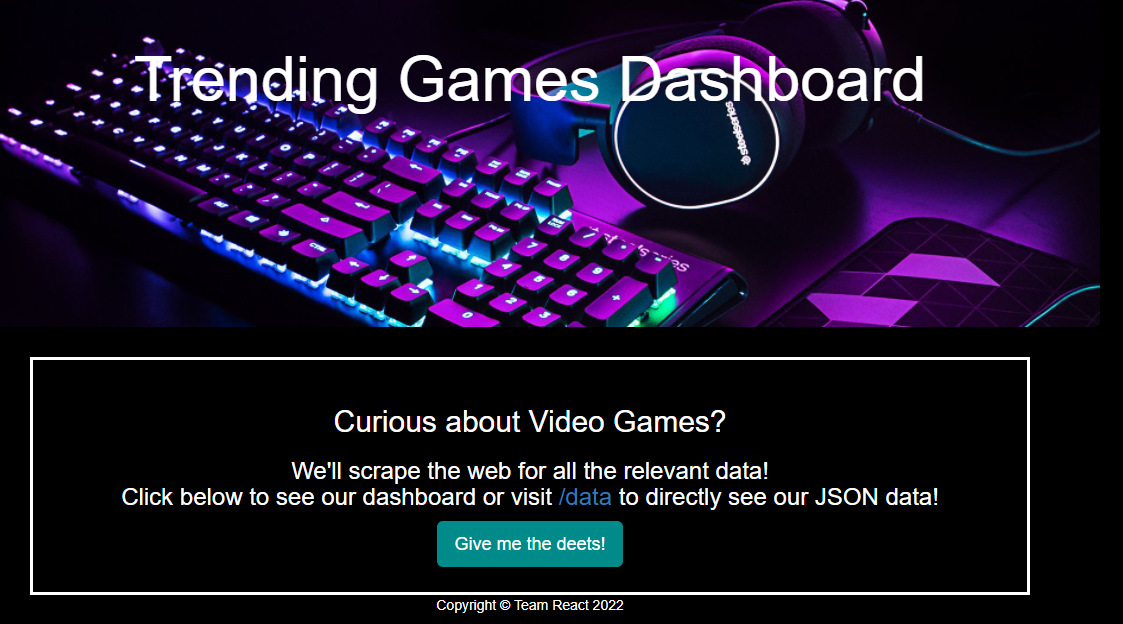 Trending Games Dashboard
steelseries
Curious about Video Games?
We'll scrape the web for all the relevant data!
Click below to see our dashboard or visit /data to directly see our JSON data!
Give me the deets!
Copyright © Team React 2022